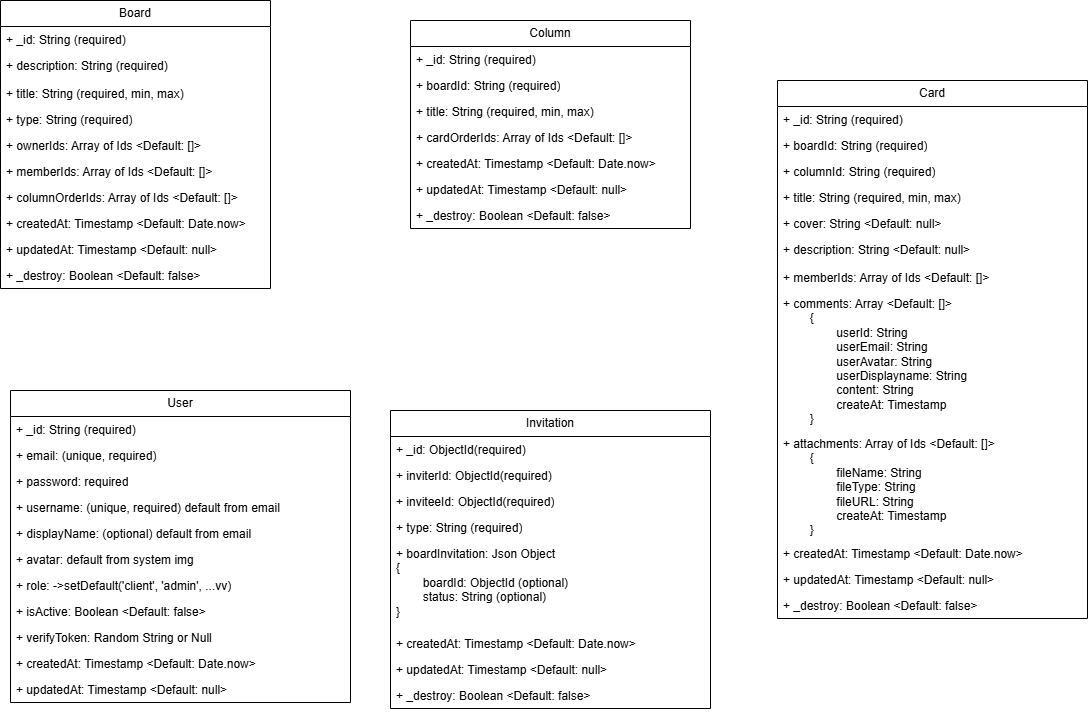 Board
+ _id: String (required)
+ description: String (required)
+ title: String (required, min, max)
+ type: String (required)
+ ownerIds: Array of Ids <Default: []>
+ memberIds: Array of Ids <Default: []>
+ columnOrderIds: Array of Ids <Default: []>
+ createdAt: Timestamp <Default: Date.now>
+ updatedAt: Timestamp <Default: null>
+ _destroy: Boolean <Default: false>
Column
+ _id: String (required)
+ boardId: String (required)
+ title: String (required, min, max)
+ cardOrderIds: Array of Ids <Default: []>
+ createdAt: Timestamp <Default: Date.now>
+ updatedAt: Timestamp <Default: null>
+ _destroy: Boolean <Default: false>
Card
+ _id: String (required)
+ boardId: String (required)
+ columnId: String (required)
+ title: String (required, min, max)
+ cover: String <Default: null>
+ description: String <Default: null>
+ memberIds: Array of Ids <Default: []>
+ comments: Array <Default: []>
{
userId: String
userEmail: String
userAvatar: String
userDisplayname: String
content: String
createAt: Timestamp
}
+ attachments: Array of Ids <Default: []>
{
fileName: String
fileType: String
fileURL: String
createAt: Timestamp
}
+ createdAt: Timestamp <Default: Date.now>
+ updatedAt: Timestamp <Default: null>
+ _destroy: Boolean <Default: false>
User
+ _id: String (required)
+ email: (unique, required)
+ password: required
+ username: (unique, required) default from email
+ displayName: (optional) default from email
+ avatar: default from system img
+ role: ->setDefault('client', 'admin', ...vv)
+ isActive: Boolean <Default: false>
+ verifyToken: Random String or Null
+ createdAt: Timestamp <Default: Date.now>
+ updatedAt: Timestamp <Default: null>
Invitation
+ _id: ObjectId(required)
+ inviterId: ObjectId(required)
+ inviteeId: ObjectId(required)
+ type: String (required)
+ boardInvitation: Json Object
{
boardId: ObjectId (optional)
status: String (optional)
}
+ createdAt: Timestamp <Default: Date.now>
+ updatedAt: Timestamp <Default: null>
+ _destroy: Boolean <Default: false>